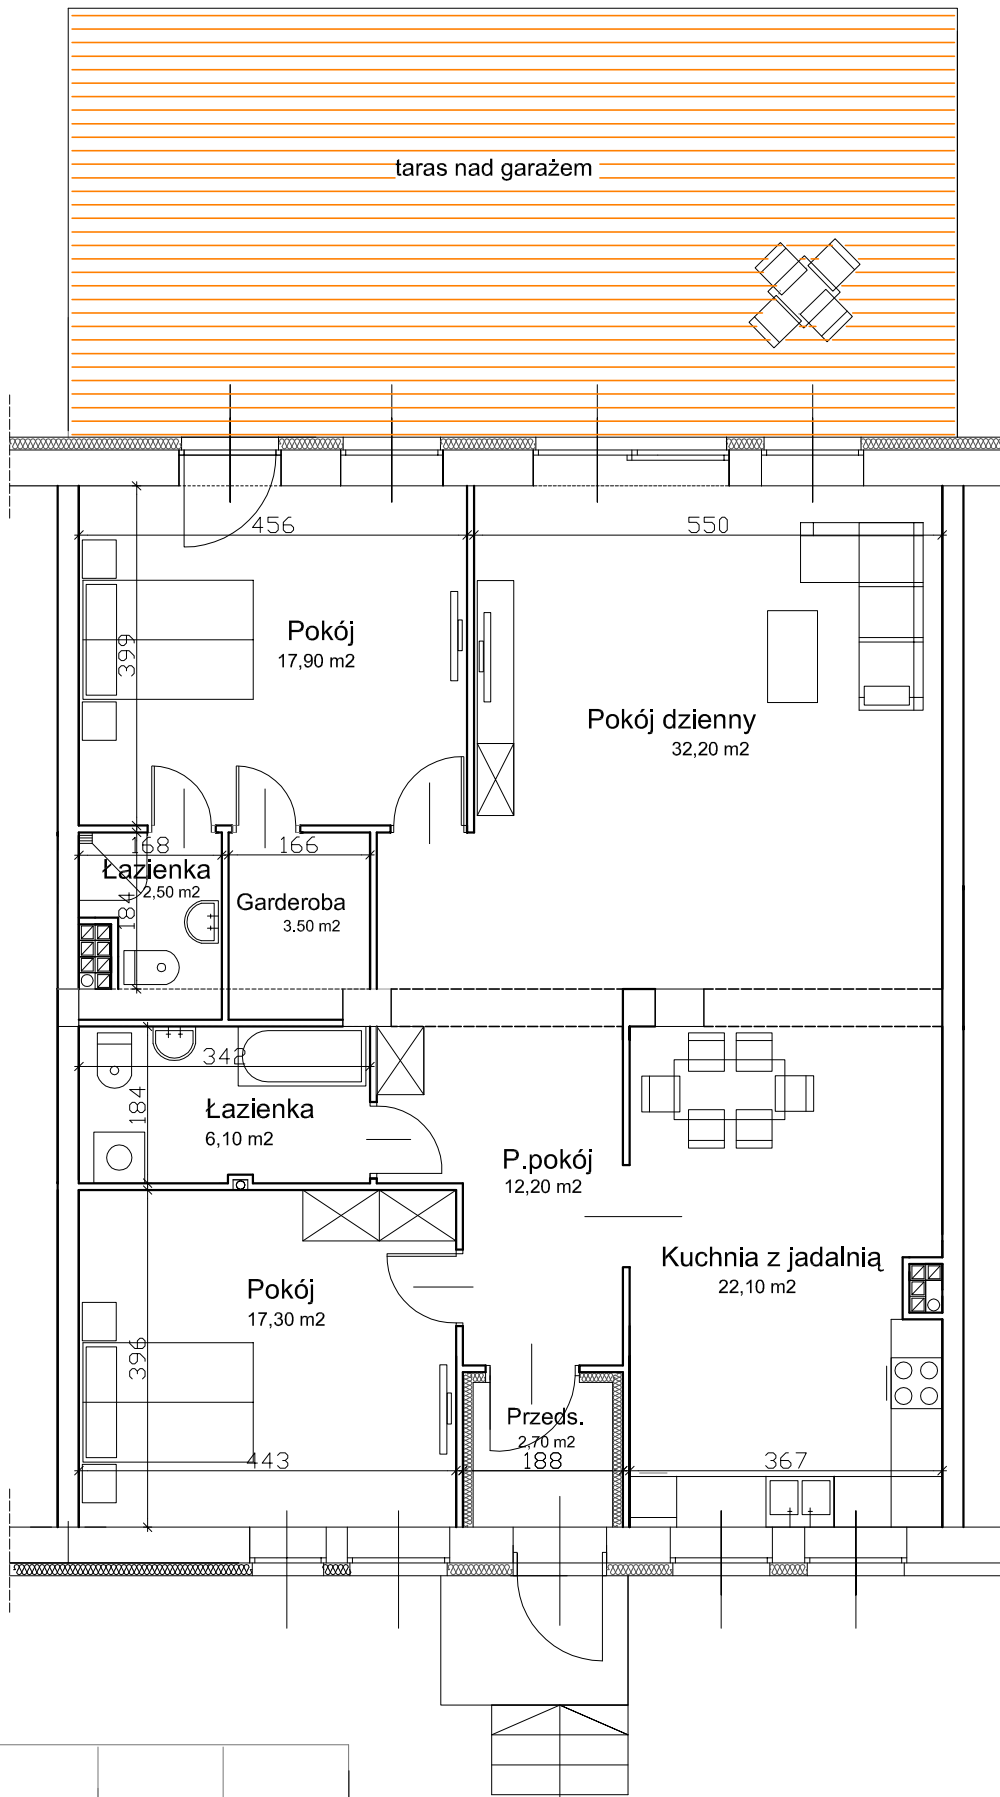 taras nad garażem
456
550
399
Pokój
17,90 m2
Pokój dzienny
32,20 m2
168
166
Łazienka
2,50 m2
184
Garderoba
3.50 m2
342
184
Łazienka
6,10 m2
P.pokój
12,20 m2
Kuchnia z jadalnią
22,10 m2
Pokój
17,30 m2
396
Przeds.
2,70 m2
443
188
367